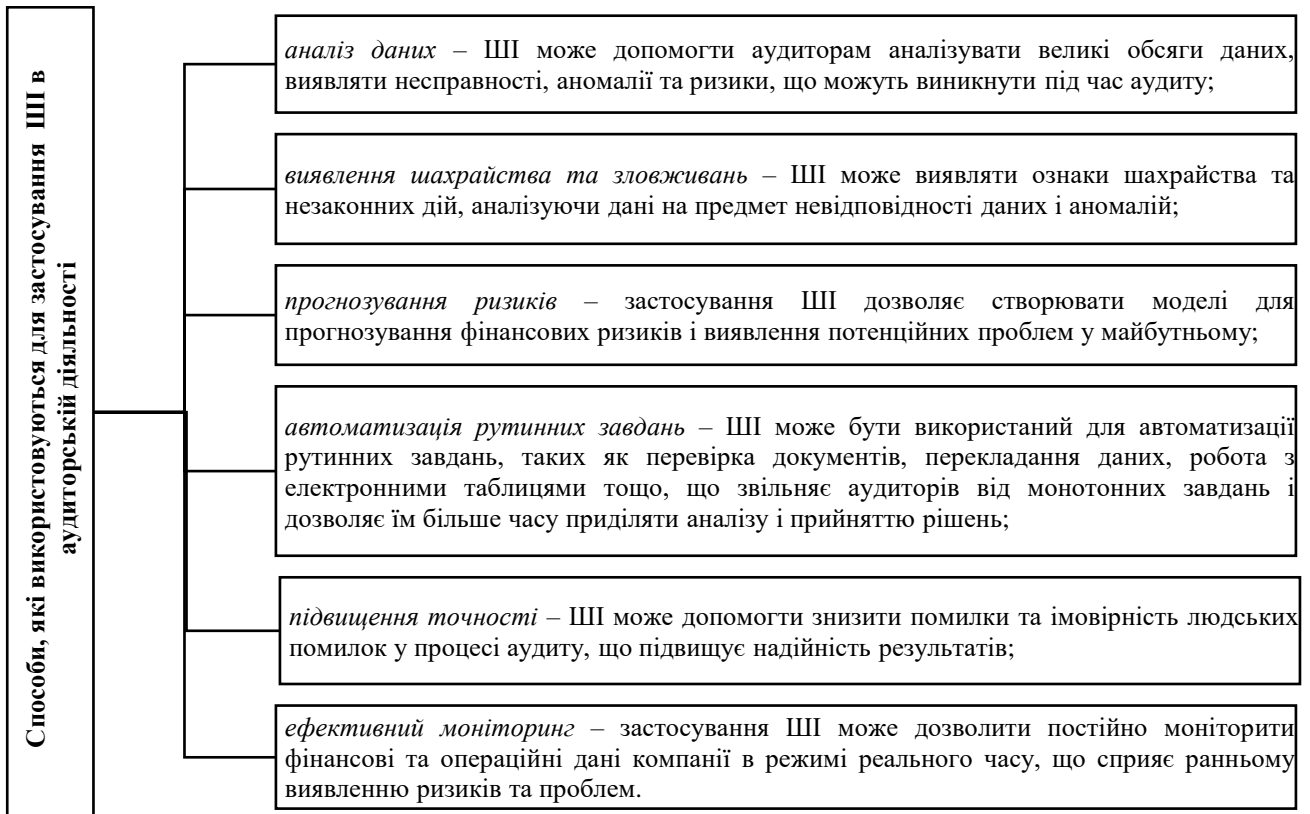 Способи, які використовуються для застосування ШІ в
аудиторській діяльності
аналіз даних – ШІ може допомогти аудиторам аналізувати великі обсяги даних,
виявляти несправності, аномалії та ризики, що можуть виникнути під час аудиту;
виявлення шахрайства та зловживань – ШІ може виявляти ознаки шахрайства та
незаконних дій, аналізуючи дані на предмет невідповідності даних і аномалій;
прогнозування ризиків – застосування ШІ дозволяє створювати моделі для
прогнозування фінансових ризиків і виявлення потенційних проблем у майбутньому;
автоматизація рутинних завдань – ШІ може бути використаний для автоматизації
рутинних завдань, таких як перевірка документів, перекладання даних, робота з
електронними таблицями тощо, що звільняє аудиторів від монотонних завдань і
дозволяє їм більше часу приділяти аналізу і прийняттю рішень;
підвищення точності – ШІ може допомогти знизити помилки та імовірність людських
помилок у процесі аудиту, що підвищує надійність результатів;
ефективний моніторинг – застосування ШІ може дозволити постійно моніторити
фінансові та операційні дані компанії в режимі реального часу, що сприяє ранньому
виявленню ризиків та проблем.